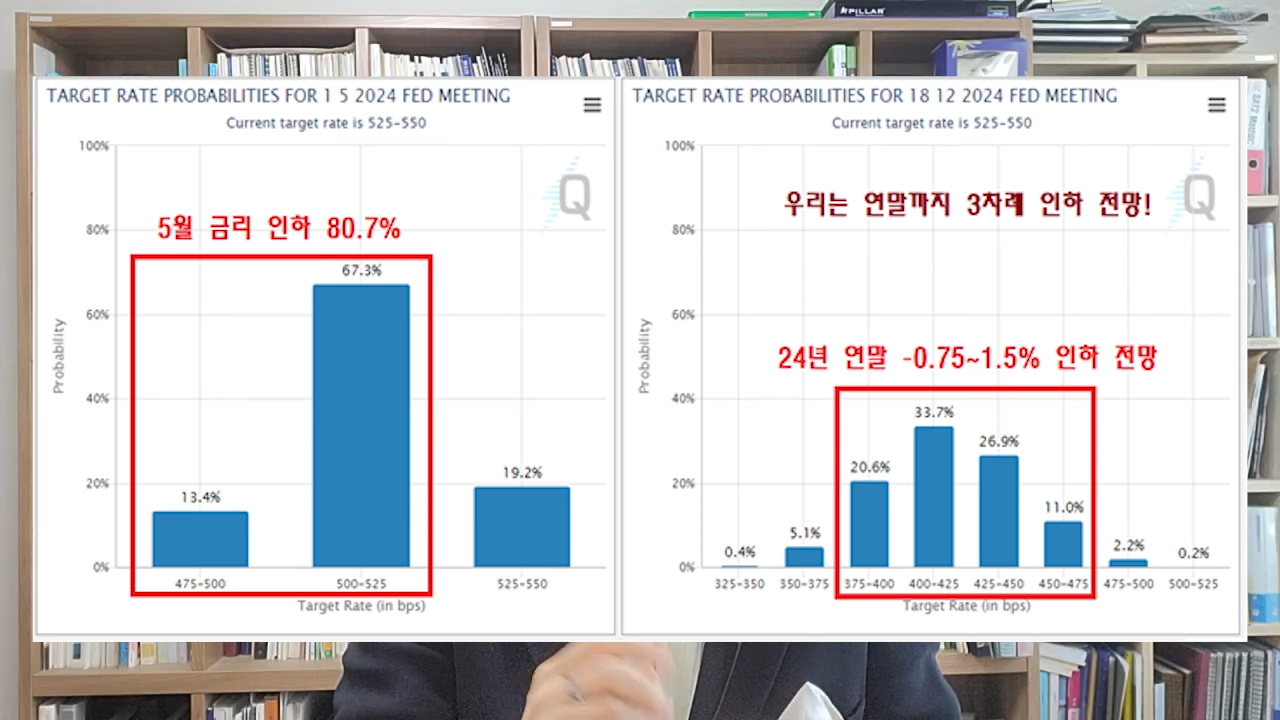 PILLAR
TARGET RATE PROBABILITIES FOR 1 5 2024 FED MEETING
Current target rate is 525-550
100%
80%
60%
40%
20%
0%
Probability
Q
5월 금리 인하 80.7%
13.4%
67.3%
19.2%
475-500
500-525
525-550
Target Rate (in bps)
TARGET RATE PROBABILITIES FOR 18 12 2024 FED MEETING
Current target rate is 525-550
100%
80%
60%
40%
20%
0%
Probability
Q
우리는 연말까지 3차례 인하 전망!
24년 연말 -0.75~1.5% 인하 전망
0.4%
5.1%
20.6%
33.7%
26.9%
11.0%
2.2%
0.2%
325-350
350-375
375-400
400-425
425-450
450-475
475-500
500-525
Target Rate (in bps)